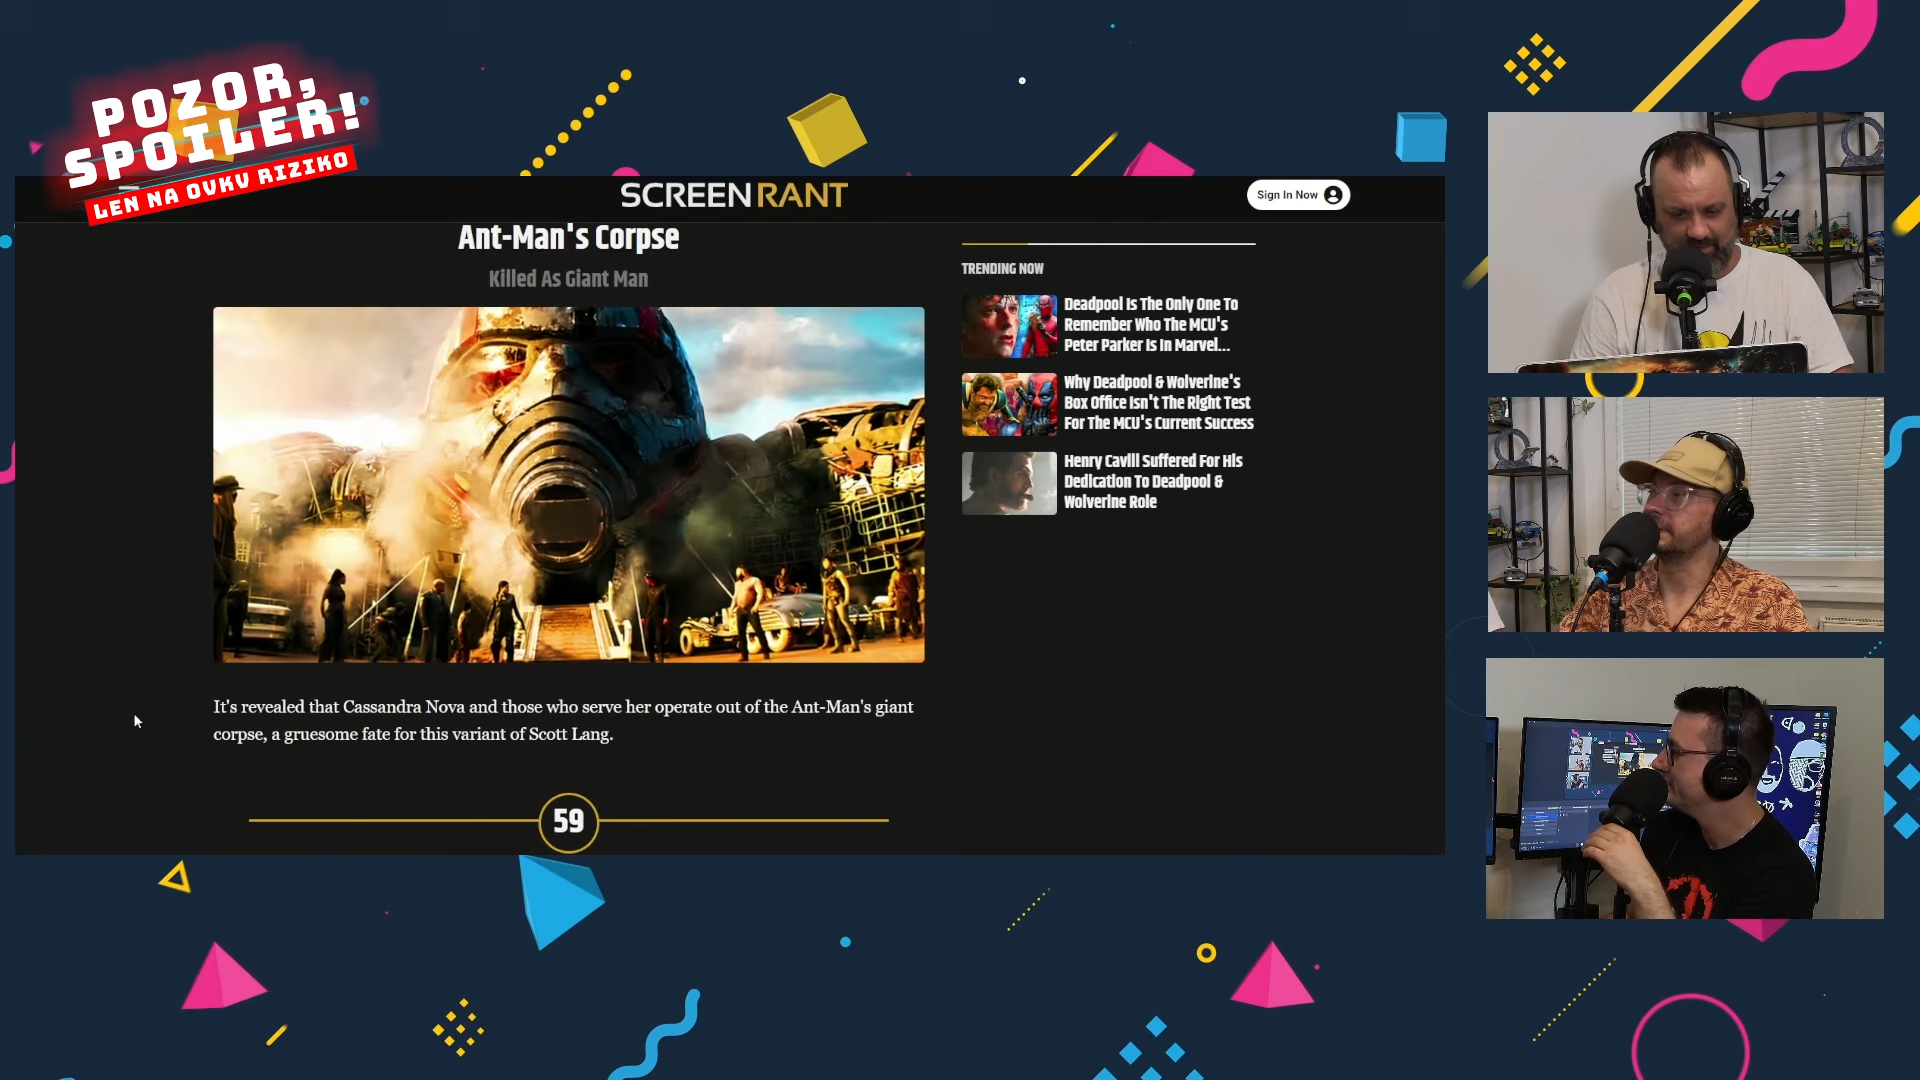 POZOR,
SPOILER!
LEN NA OVKV RIZIKO
SCREENRANT
Sign In Now
Ant-Man's Corpse
Killed As Giant Man
It's revealed that Cassandra Nova and those who serve her operate out of the Ant-Man's giant
corpse, a gruesome fate for this variant of Scott Lang.
59
TRENDING NOW
Deadpool Is The Only One To
Remember Who The MCU's
Peter Parker Is In Marvel...
Why Deadpool & Wolverine's
Box Office Isn't The Right Test
For The MCU's Current Success
Henry Cavill Suffered For His
Dedication To Deadpool &
Wolverine Role